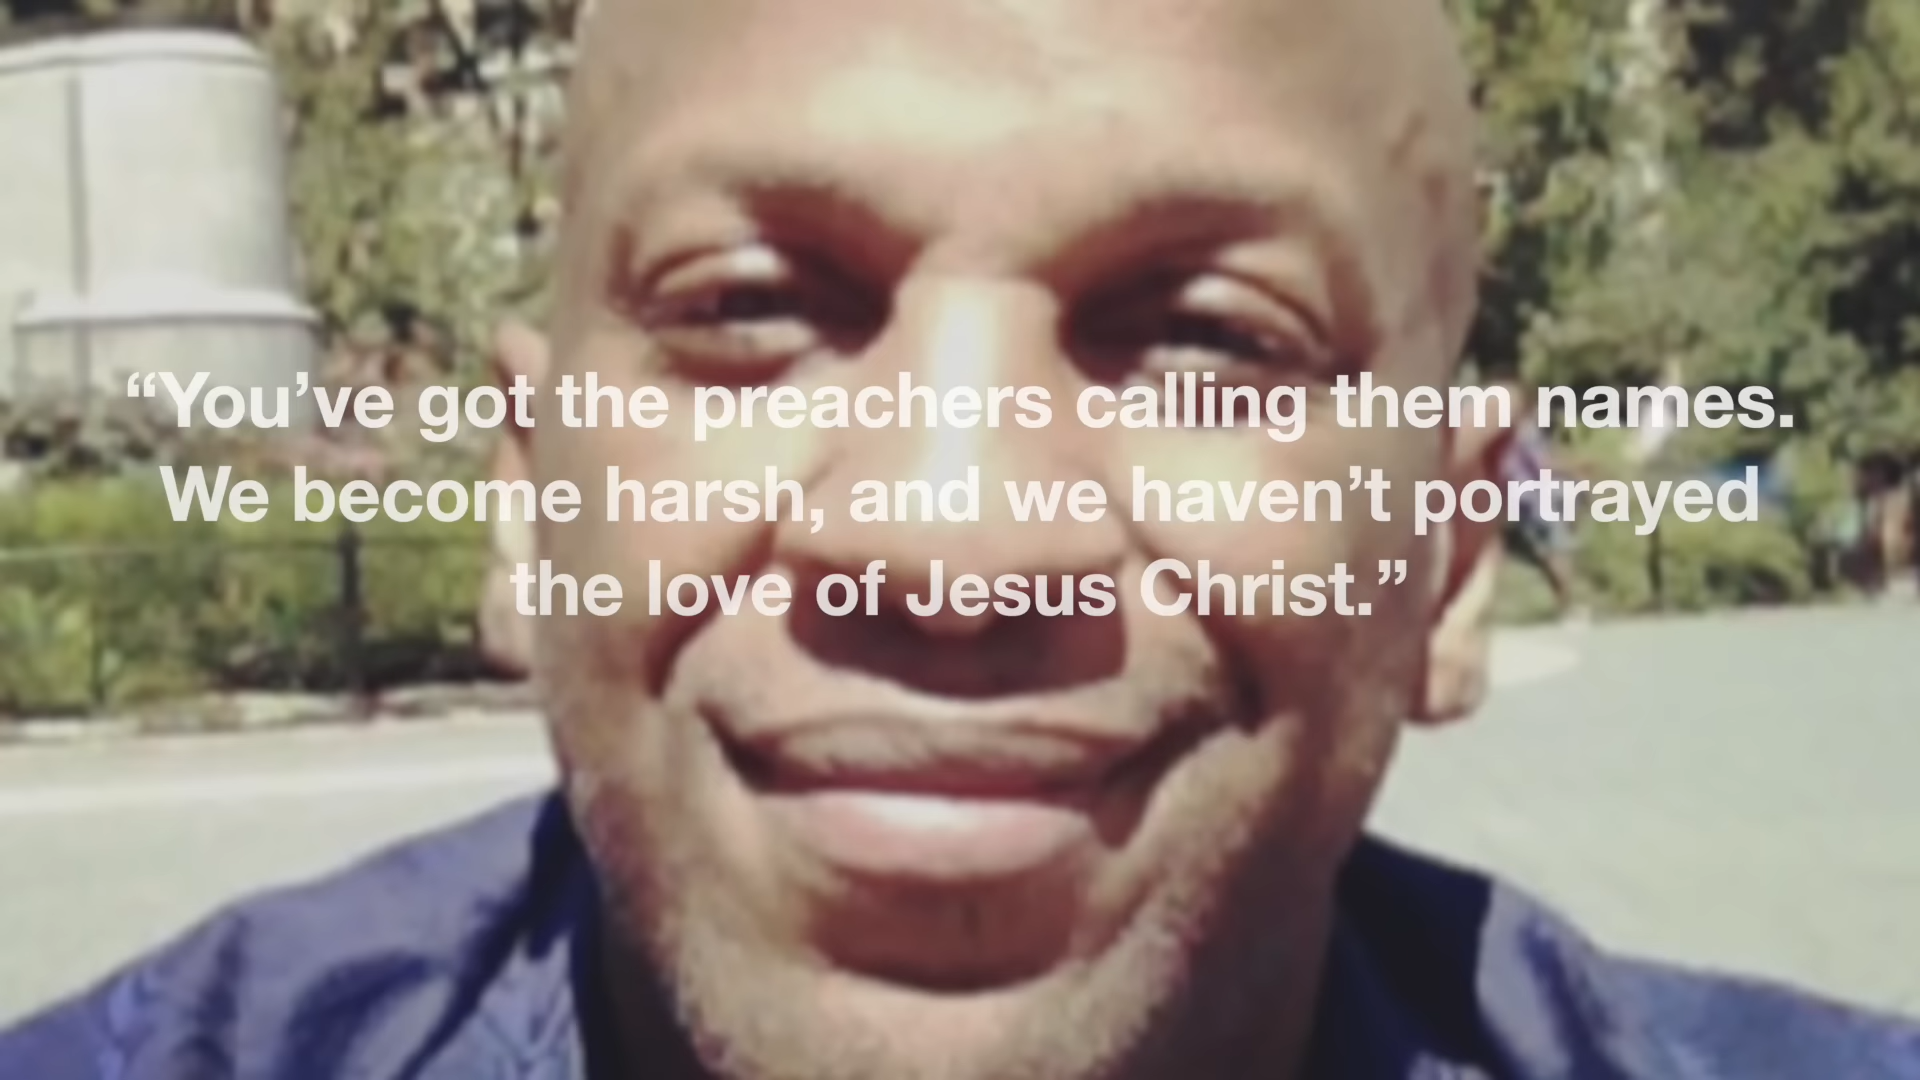 “You’ve got the preachers calling them names.
We become harsh, and we haven’t portrayed
the love of Jesus Christ.”